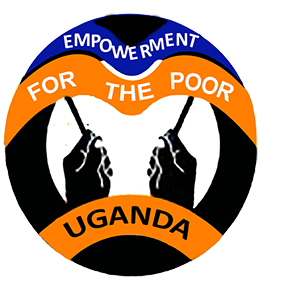 EMPOWERMENT
FOR THE POOR
UGANDA